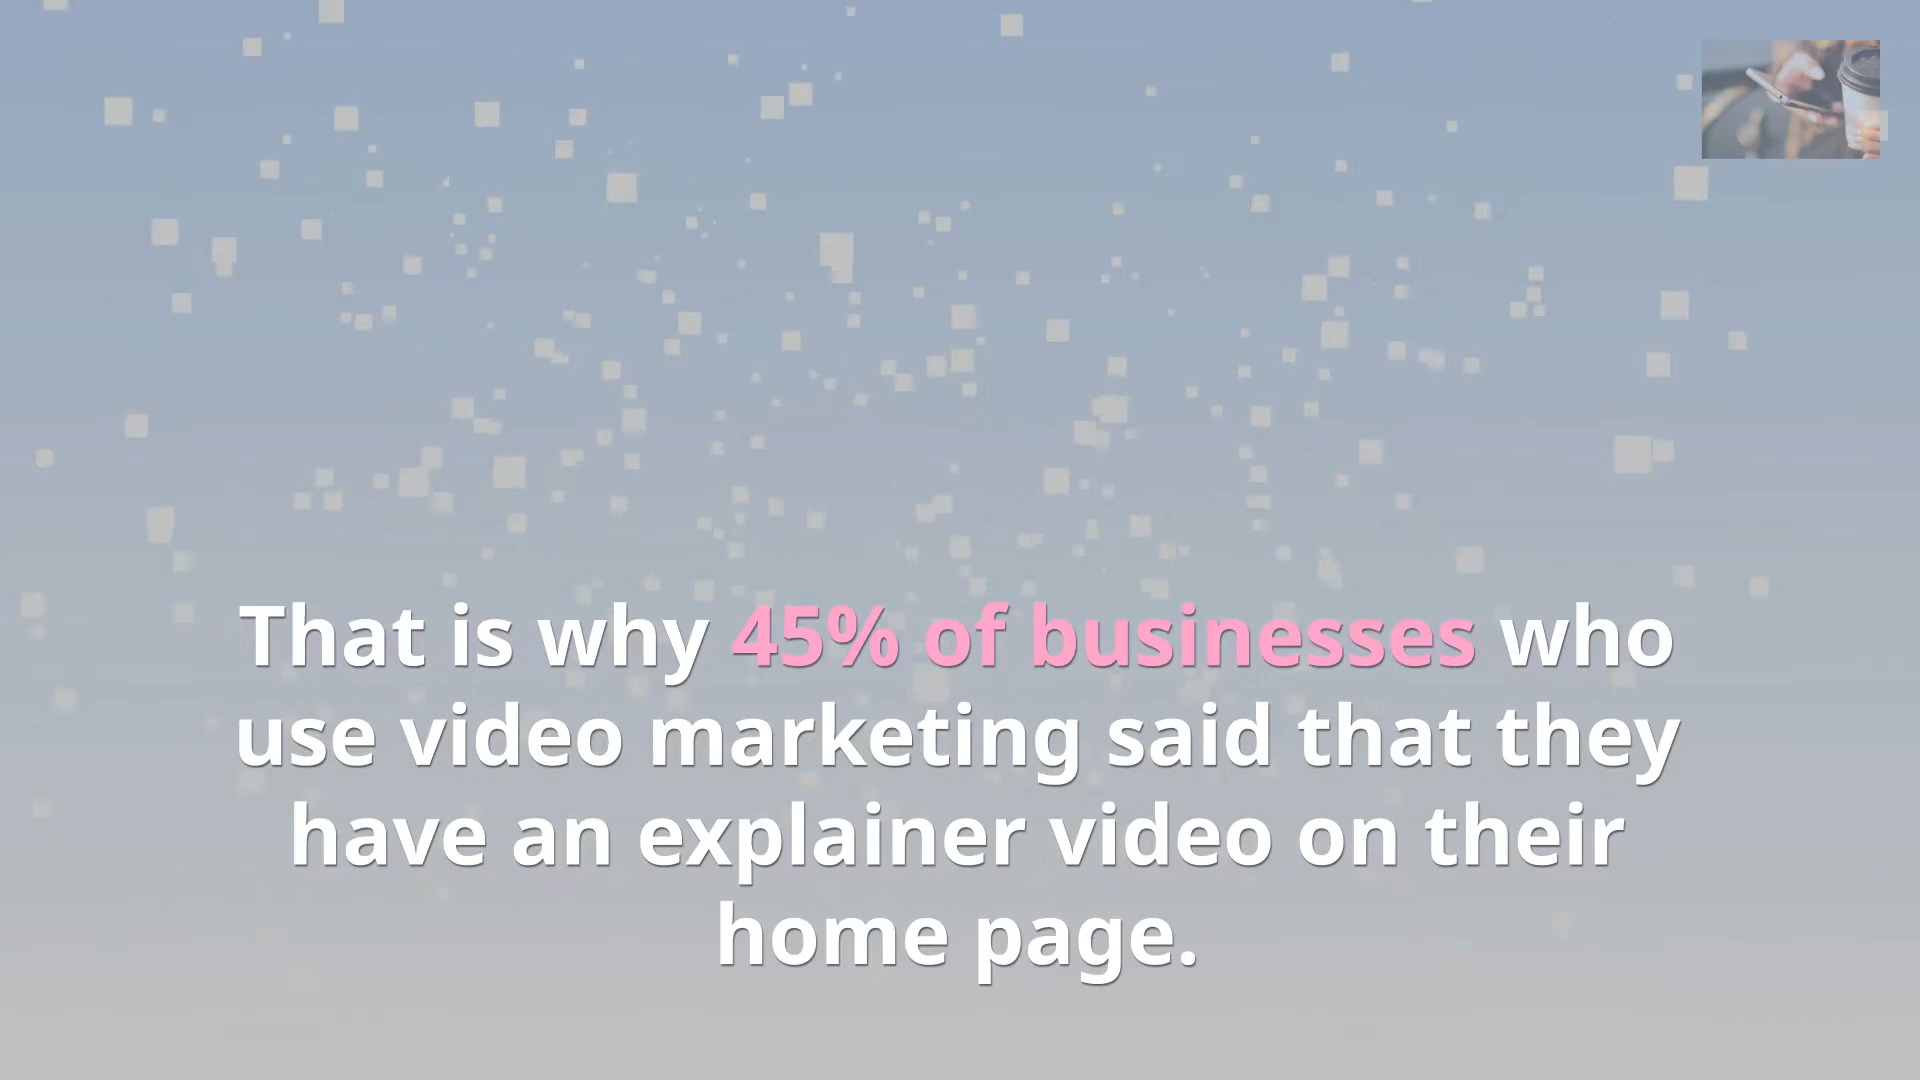 That is why 45% of businesses who
use video marketing said that they
have an explainer video on their
home page.